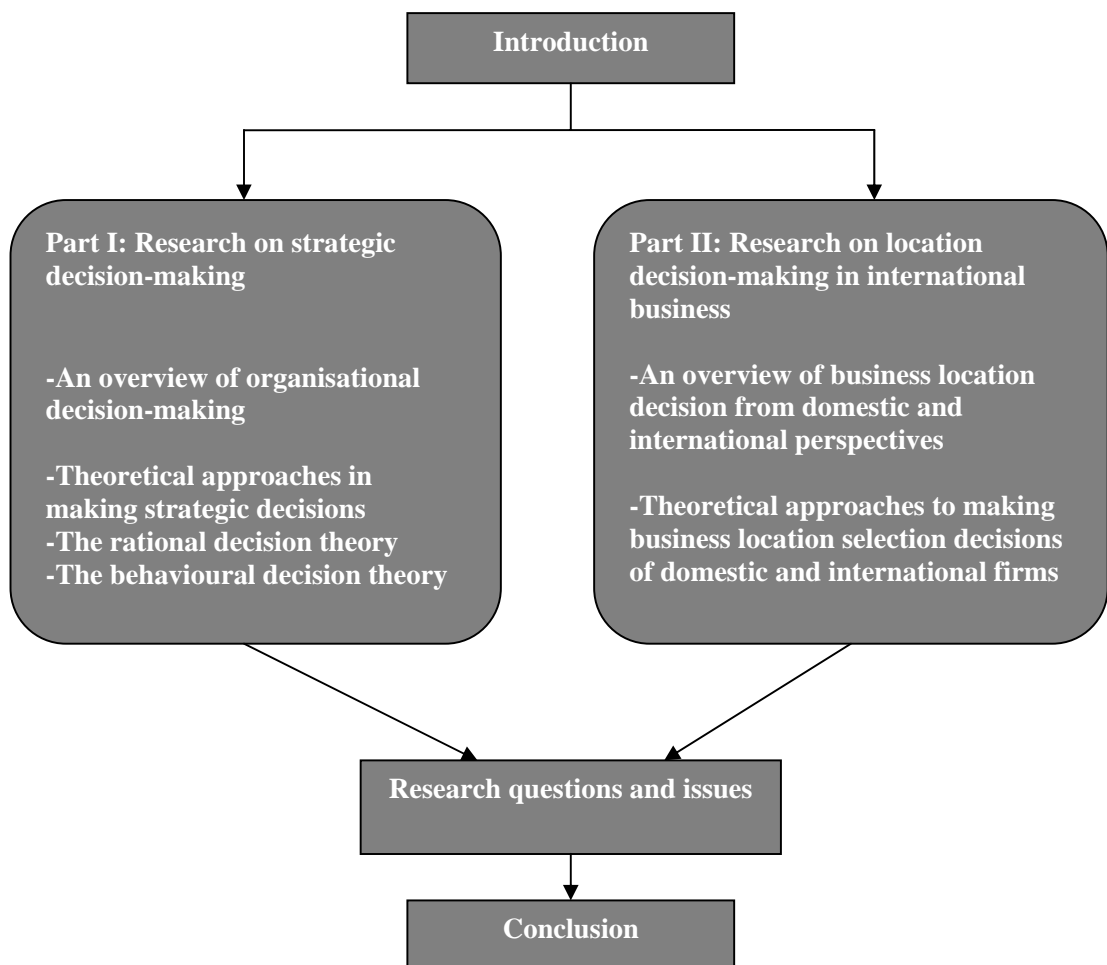 Introduction
Part I: Research on strategic
decision-making
-An overview of organisational
decision-making
-Theoretical approaches in
making strategic decisions
-The rational decision theory
-The behavioural decision theory
Part II: Research on location
decision-making in international
business
-An overview of business location
decision from domestic and
international perspectives
-Theoretical approaches to making
business location selection decisions
of domestic and international firms
Research questions and issues
Conclusion